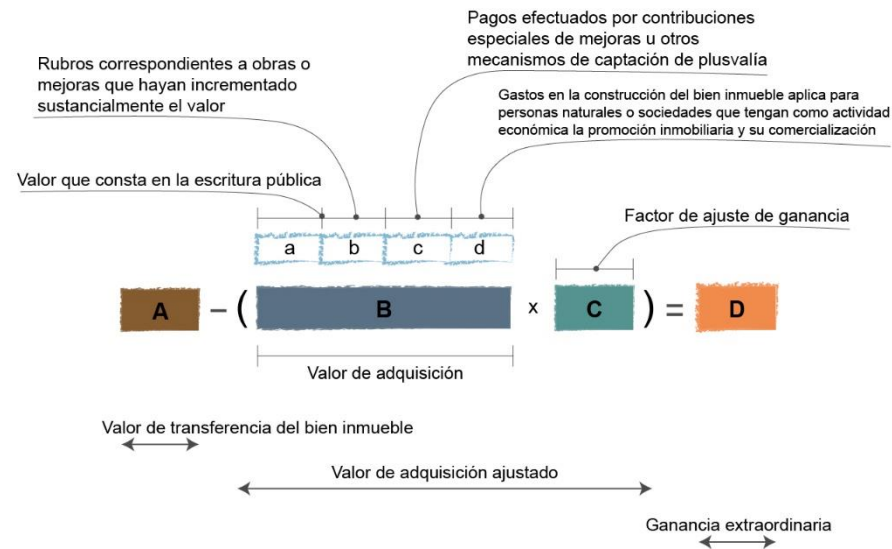 Pagos efectuados por contribuciones
especiales de mejoras u otros
mecanismos de captación de plusvalía
Rubros correspondientes a obras o
mejoras que hayan incrementado
sustancialmente el valor
Gastos en la construcción del bien inmueble aplica para
personas naturales o sociedades que tengan como actividad
económica la promoción inmobiliaria y su comercialización
Valor que consta en la escritura pública
Factor de ajuste de ganancia
a b c d
A - ( B x C ) = D
Valor de adquisición
Valor de transferencia del bien inmueble
Valor de adquisición ajustado
Ganancia extraordinaria